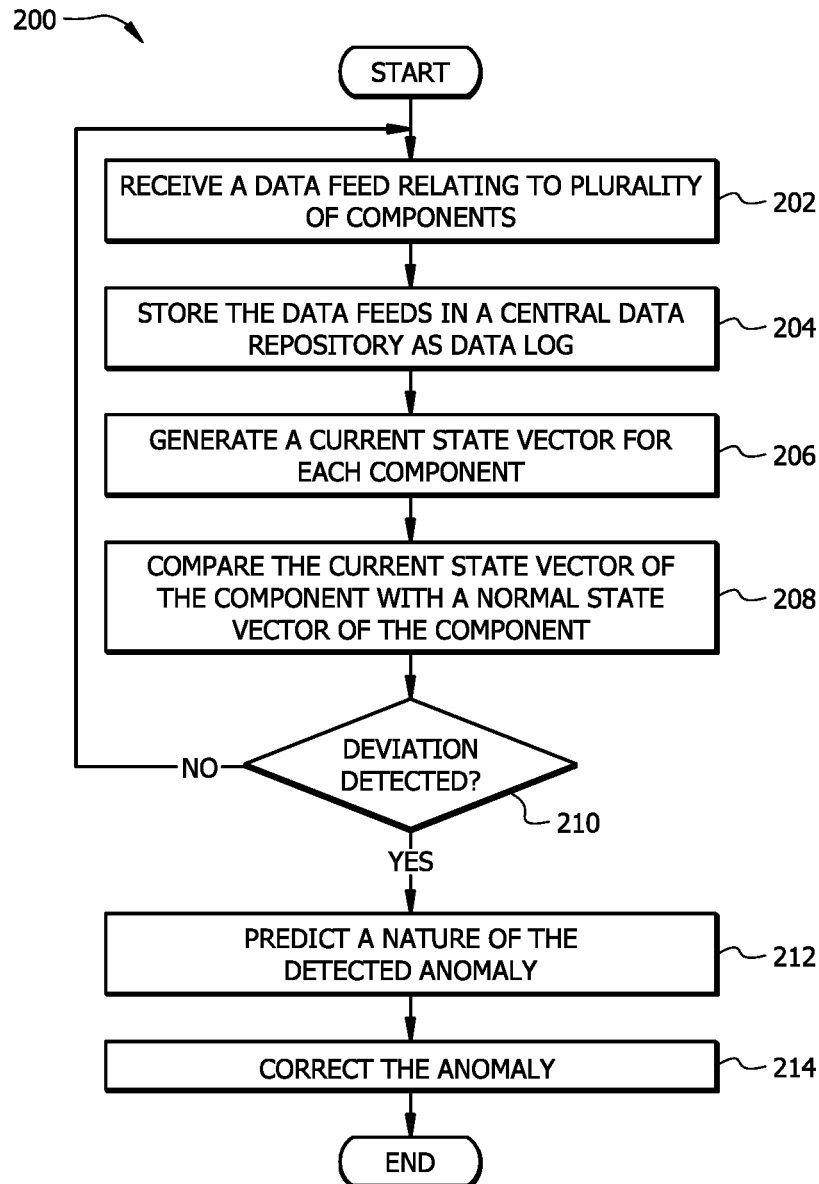 200
START
RECEIVE A DATA FEED RELATING TO PLURALITY
OF COMPONENTS
202
STORE THE DATA FEEDS IN A CENTRAL DATA
REPOSITORY AS DATA LOG
204
GENERATE A CURRENT STATE VECTOR FOR
EACH COMPONENT
206
COMPARE THE CURRENT STATE VECTOR OF
THE COMPONENT WITH A NORMAL STATE
VECTOR OF THE COMPONENT
208
DEVIATION
DETECTED?
NO
210
YES
PREDICT A NATURE OF THE
DETECTED ANOMALY
212
CORRECT THE ANOMALY
214
END